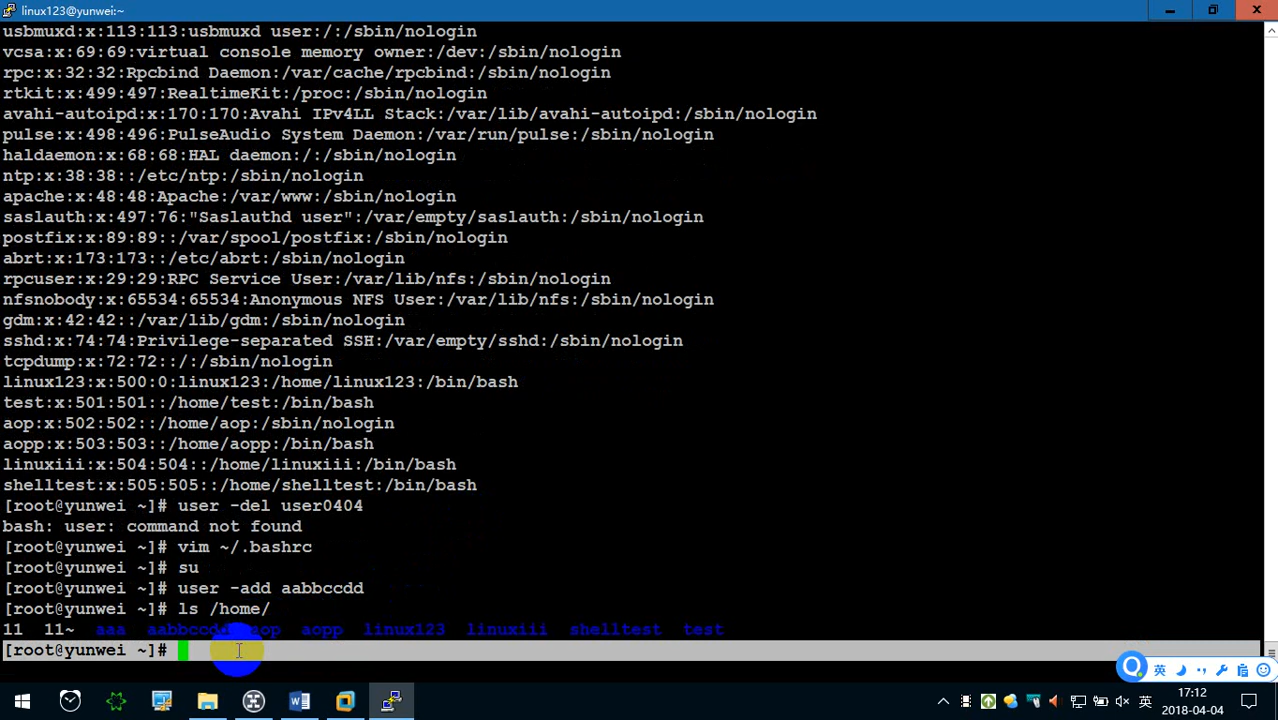 linux123@yunwei:~
usbmuxd:x:113:113:usbmuxd user:/:/sbin/nologin
vcsa:x:69:69:virtual console memory owner:/dev:/sbin/nologin
rpc:x:32:32:Rpcbind Daemon:/var/cache/rpcbind:/sbin/nologin
rtkit:x:499:497:RealtimeKit:/proc:/sbin/nologin
avahi-autoipd:x:170:170:Avahi IPv4LL Stack:/var/lib/avahi-autoipd:/sbin/nologin
pulse:x:498:496:PulseAudio System Daemon:/var/run/pulse:/sbin/nologin
haldaemon:x:68:68:HAL daemon:/:/sbin/nologin
ntp:x:38:38::/etc/ntp:/sbin/nologin
apache:x:48:48:Apache:/var/www:/sbin/nologin
saslauth:x:497:76:"Saslauthd user":/var/empty/saslauth:/sbin/nologin
postfix:x:89:89::/var/spool/postfix:/sbin/nologin
abrt:x:173:173::/etc/abrt:/sbin/nologin
rpcuser:x:29:29:RPC Service User:/var/lib/nfs:/sbin/nologin
nfsnobody:x:65534:65534:Anonymous NFS User:/var/lib/nfs:/sbin/nologin
gdm:x:42:42::/var/lib/gdm:/sbin/nologin
sshd:x:74:74:Privilege-separated SSH:/var/empty/sshd:/sbin/nologin
tcpdump:x:72:72::/:/sbin/nologin
linux123:x:500:0:linux123:/home/linux123:/bin/bash
test:x:501:501::/home/test:/bin/bash
aop:x:502:502::/home/aop:/sbin/nologin
aopp:x:503:503::/home/aopp:/bin/bash
linuxiii:x:504:504::/home/linuxiii:/bin/bash
shelltest:x:505:505::/home/shelltest:/bin/bash
[root@yunwei ~]# user -del user0404
bash: user: command not found
[root@yunwei ~]# vim ~/.bashrc
[root@yunwei ~]# su
[root@yunwei ~]# user -add aabbccdd
[root@yunwei ~]# ls /home/
11 11~ aaa aabbccdd aop aopp linux123 linuxiii shelltest test
[root@yunwei ~]#
英
英
17:12
2018-04-04